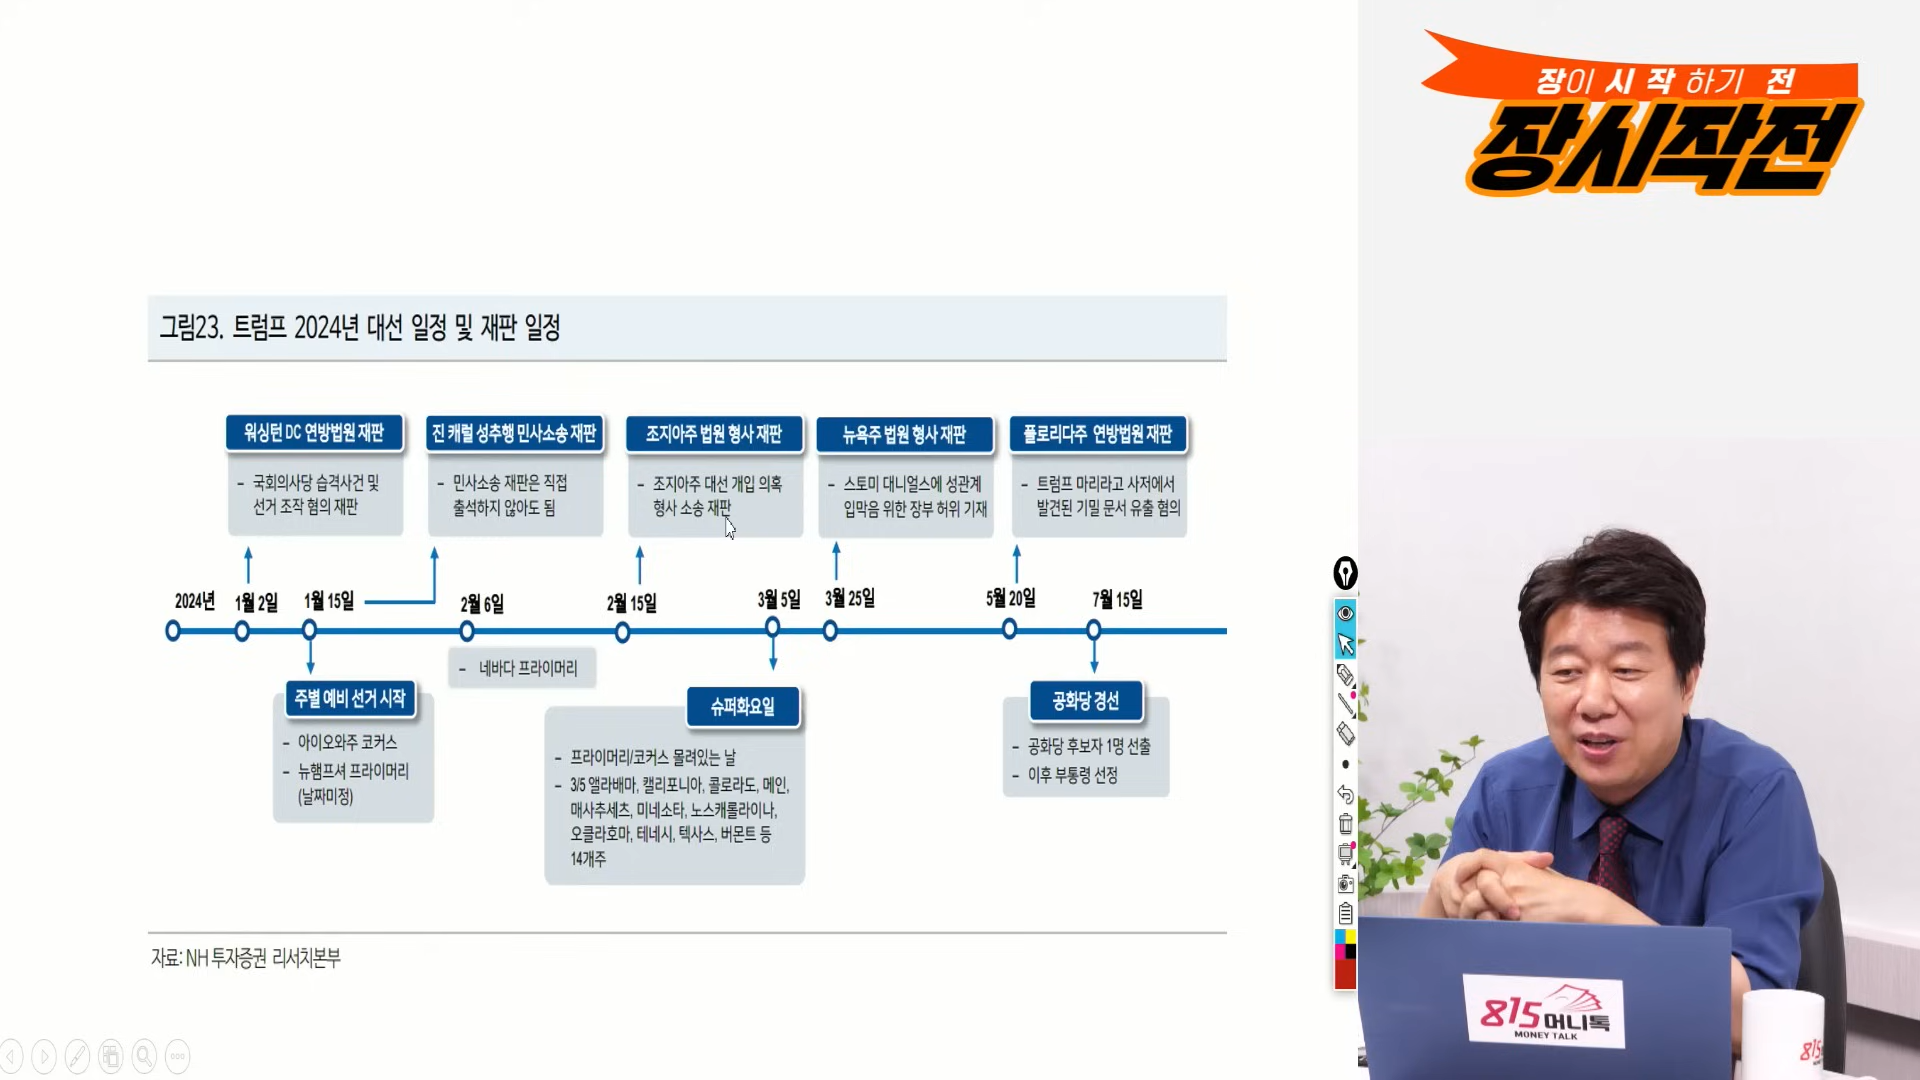 장이 시작하기 전
장시작전
그림23. 트럼프 2024년 대선 일정 및 재판 일정
워싱턴 DC 연방법원 재판
- 국회의사당 습격사건 및
선거 조작 혐의 재판
진 캐럴 성추행 민사소송 재판
- 민사소송 재판은 직접
출석하지 않아도 됨
조지아주 법원 형사 재판
- 조지아주 대선 개입 의혹
형사 소송 재판
뉴욕주 법원 형사 재판
- 스토미 대니얼스에 성관계
입막음 위한 장부 허위 기재
플로리다주 연방법원 재판
- 트럼프 마리라고 사저에서
발견된 기밀 문서 유출 혐의
2024년
1월 2일
1월 15일
2월 6일
2월 15일
3월 5일
3월 25일
5월 20일
7월 15일
주별 예비 선거 시작
- 아이오와주 코커스
- 뉴햄프셔 프라이머리
(날짜미정)
- 네바다 프라이머리
슈퍼화요일
- 프라이머리/코커스 몰려있는 날
- 3/5 앨라배마, 캘리포니아, 콜로라도, 메인,
매사추세츠, 미네소타, 노스캐롤라이나,
오클라호마, 테네시, 텍사스, 버몬트 등
14개주
공화당 경선
- 공화당 후보자 1명 선출
- 이후 부통령 선정
자료: NH투자증권 리서치본부
815머니톡
MONEY TALK